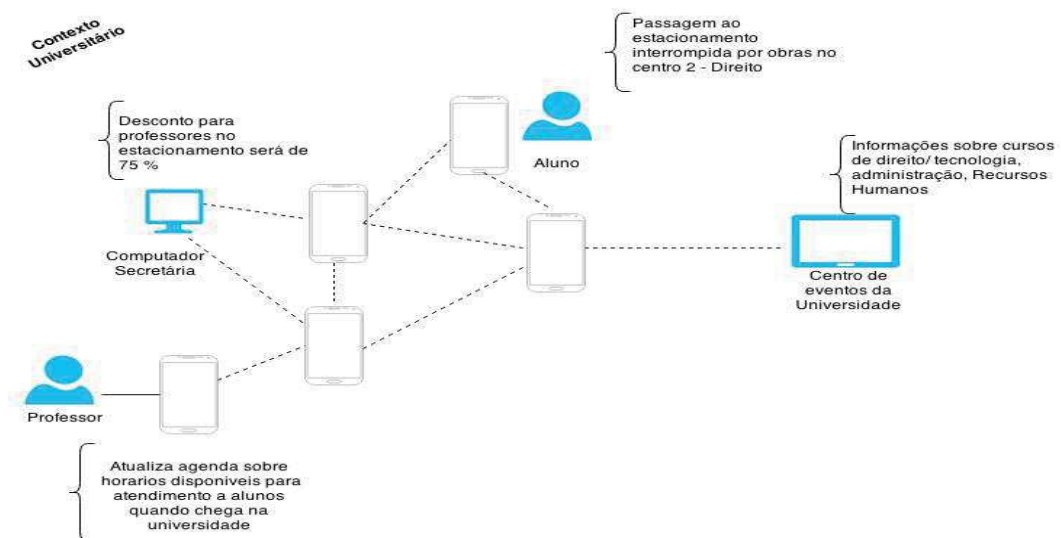 Contexto
Universitário
Passagem ao
estacionamento
interrompida por obras no
centro 2 - Direito
Desconto para
professores no
estacionamento será de
75 %
Aluno
Informações sobre cursos
de direito/ tecnologia,
administração, Recursos
Humanos
Computador
Secretária
Centro de
eventos da
Universidade
Professor
Atualiza agenda sobre
horarios disponiveis para
atendimento a alunos
quando chega na
universidade